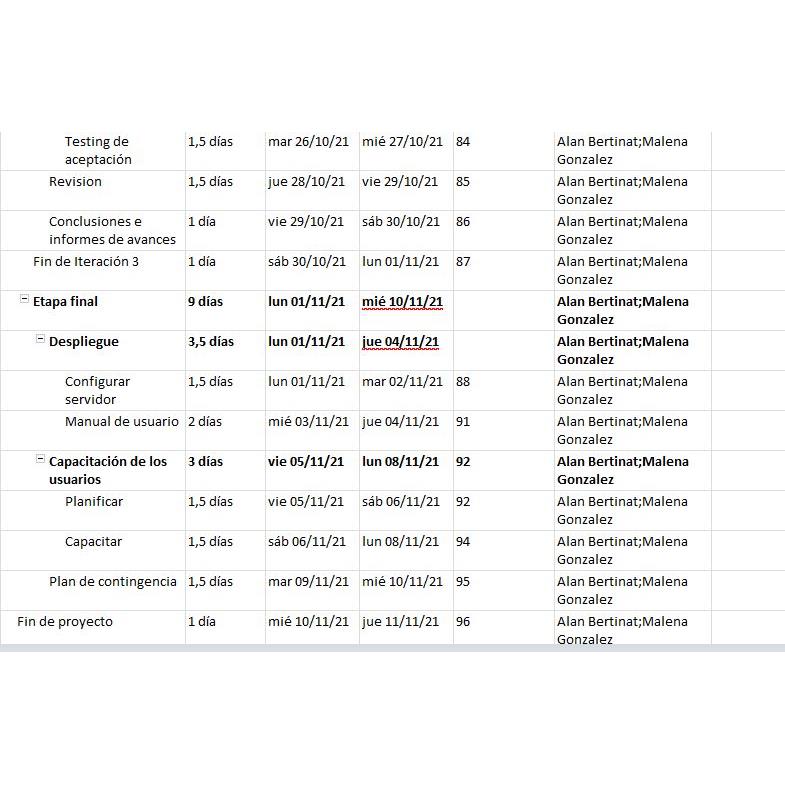 Testing de aceptación 1,5 días mar 26/10/21 mié 27/10/21 84 Alan Bertinat;Malena Gonzalez
Revision 1,5 días jue 28/10/21 vie 29/10/21 85 Alan Bertinat;Malena Gonzalez
Conclusiones e informes de avances 1 día vie 29/10/21 sáb 30/10/21 86 Alan Bertinat;Malena Gonzalez
Fin de Iteración 3 1 día sáb 30/10/21 lun 01/11/21 87 Alan Bertinat;Malena Gonzalez
Etapa final 9 días lun 01/11/21 mié 10/11/21 Alan Bertinat;Malena Gonzalez
Despliegue 3,5 días lun 01/11/21 jue 04/11/21 Alan Bertinat;Malena Gonzalez
Configurar servidor 1,5 días lun 01/11/21 mar 02/11/21 88 Alan Bertinat;Malena Gonzalez
Manual de usuario 2 días mié 03/11/21 jue 04/11/21 91 Alan Bertinat;Malena Gonzalez
Capacitación de los usuarios 3 días vie 05/11/21 lun 08/11/21 92 Alan Bertinat;Malena Gonzalez
Planificar 1,5 días vie 05/11/21 sáb 06/11/21 92 Alan Bertinat;Malena Gonzalez
Capacitar 1,5 días sáb 06/11/21 lun 08/11/21 94 Alan Bertinat;Malena Gonzalez
Plan de contingencia 1,5 días mar 09/11/21 mié 10/11/21 95 Alan Bertinat;Malena Gonzalez
Fin de proyecto 1 día mié 10/11/21 jue 11/11/21 96 Alan Bertinat;Malena Gonzalez